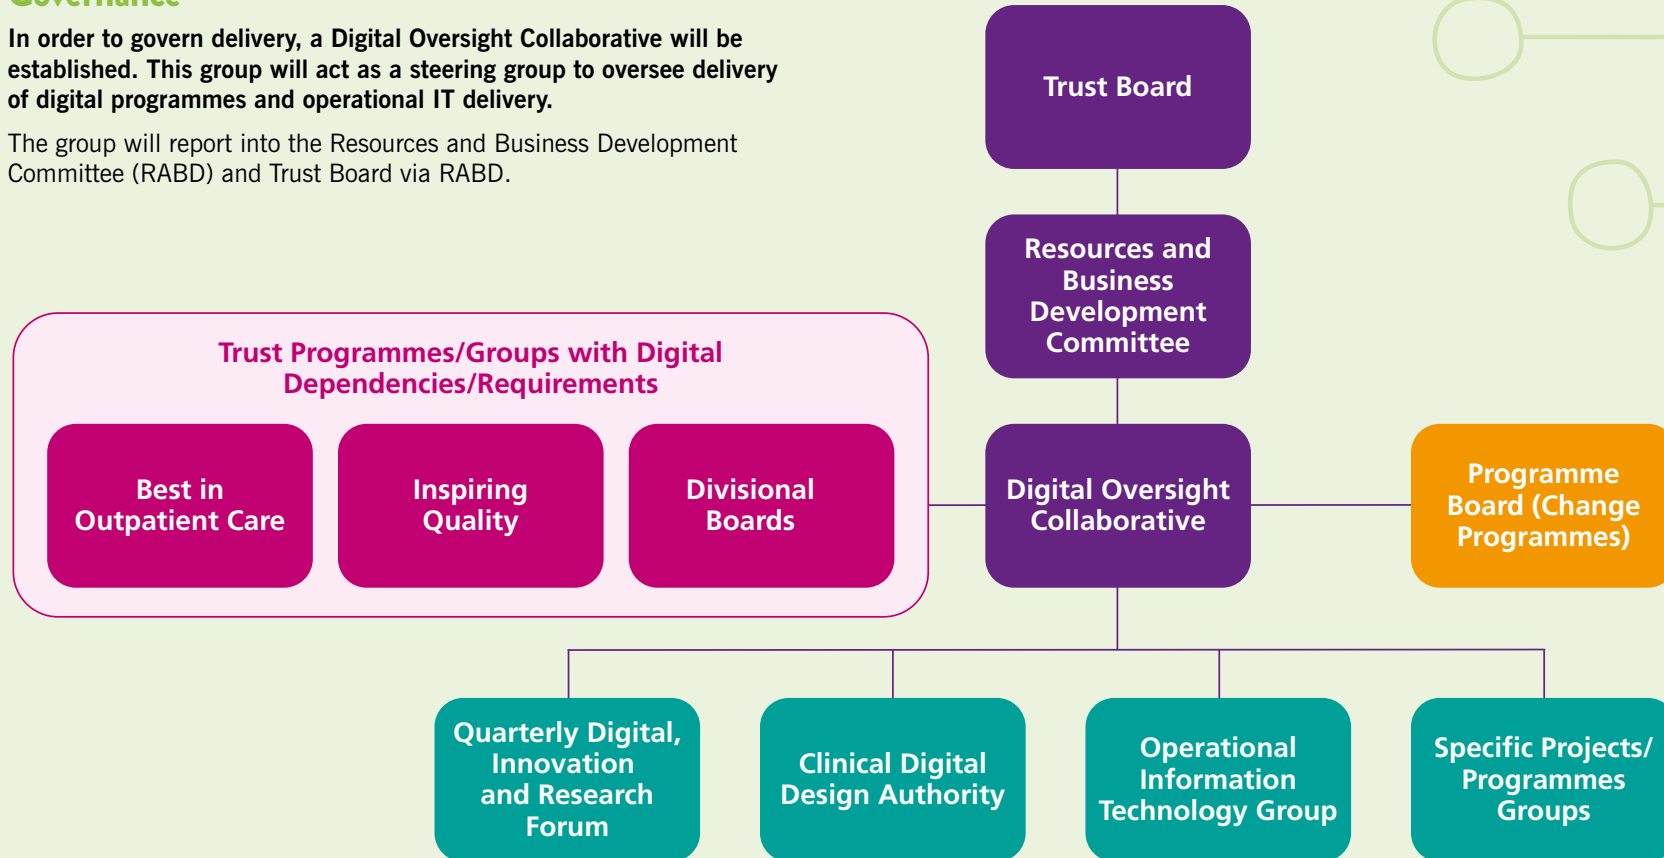 Governance
In order to govern delivery, a Digital Oversight Collaborative will be
established. This group will act as a steering group to oversee delivery
of digital programmes and operational IT delivery.
The group will report into the Resources and Business Development
Committee (RABD) and Trust Board via RABD.
Trust Board
Resources and
Business
Development
Committee
Trust Programmes/Groups with Digital
Dependencies/Requirements
Best in
Outpatient Care
Inspiring
Quality
Divisional
Boards
Digital Oversight
Collaborative
Programme
Board (Change
Programmes)
Quarterly Digital,
Innovation
and Research
Forum
Clinical Digital
Design Authority
Operational
Information
Technology Group
Specific Projects/
Programmes
Groups